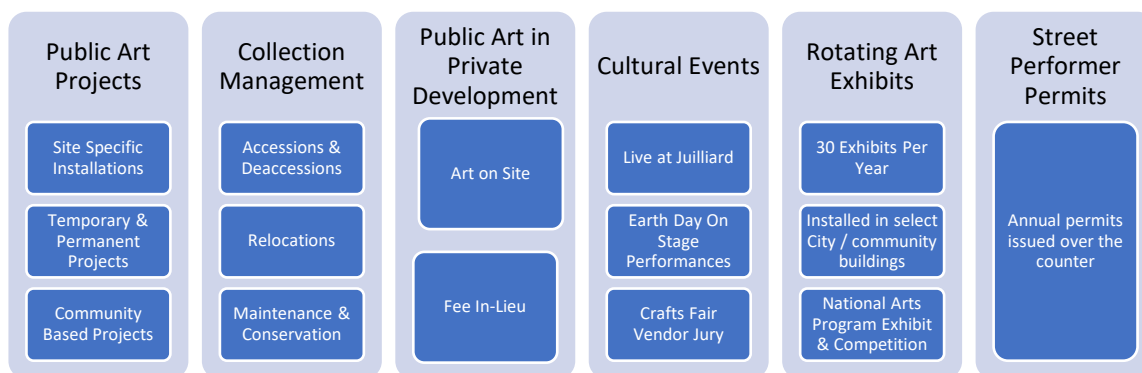 Public Art
Projects
Site Specific
Installations
Temporary &
Permanent
Projects
Community
Based Projects
Collection
Management
Accessions &
Deaccessions
Relocations
Maintenance &
Conservation
Public Art in
Private
Development
Art on Site
Fee In-Lieu
Cultural Events
Live at Juilliard
Earth Day On
Stage
Performances
Crafts Fair
Vendor Jury
Rotating Art
Exhibits
30 Exhibits Per
Year
Installed in select
City / community
buildings
National Arts
Program Exhibit
& Competition
Street
Performer
Permits
Annual permits
issued over the
counter